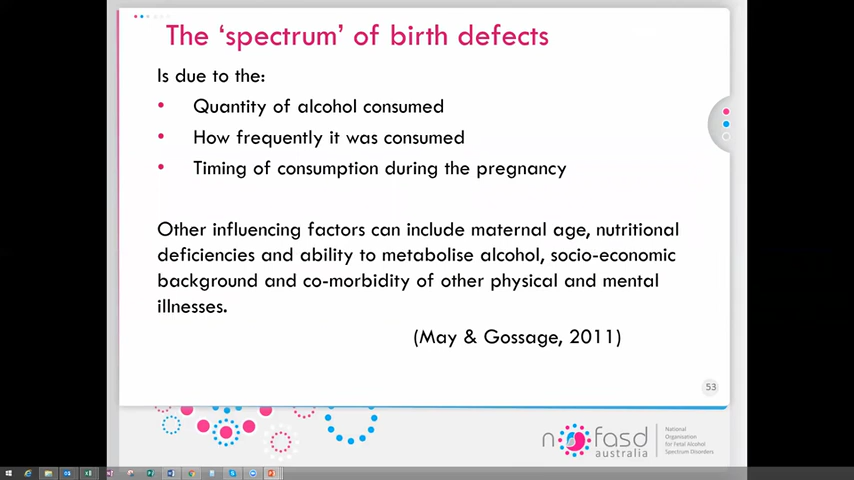 The ‘spectrum’ of birth defects
Is due to the:
• Quantity of alcohol consumed
• How frequently it was consumed
• Timing of consumption during the pregnancy
Other influencing factors can include maternal age, nutritional
deficiencies and ability to metabolise alcohol, socio-economic
background and co-morbidity of other physical and mental
illnesses.
(May & Gossage, 2011)
53
nofasd
australia
National
Organisation
for Fetal Alcohol
Spectrum Disorders